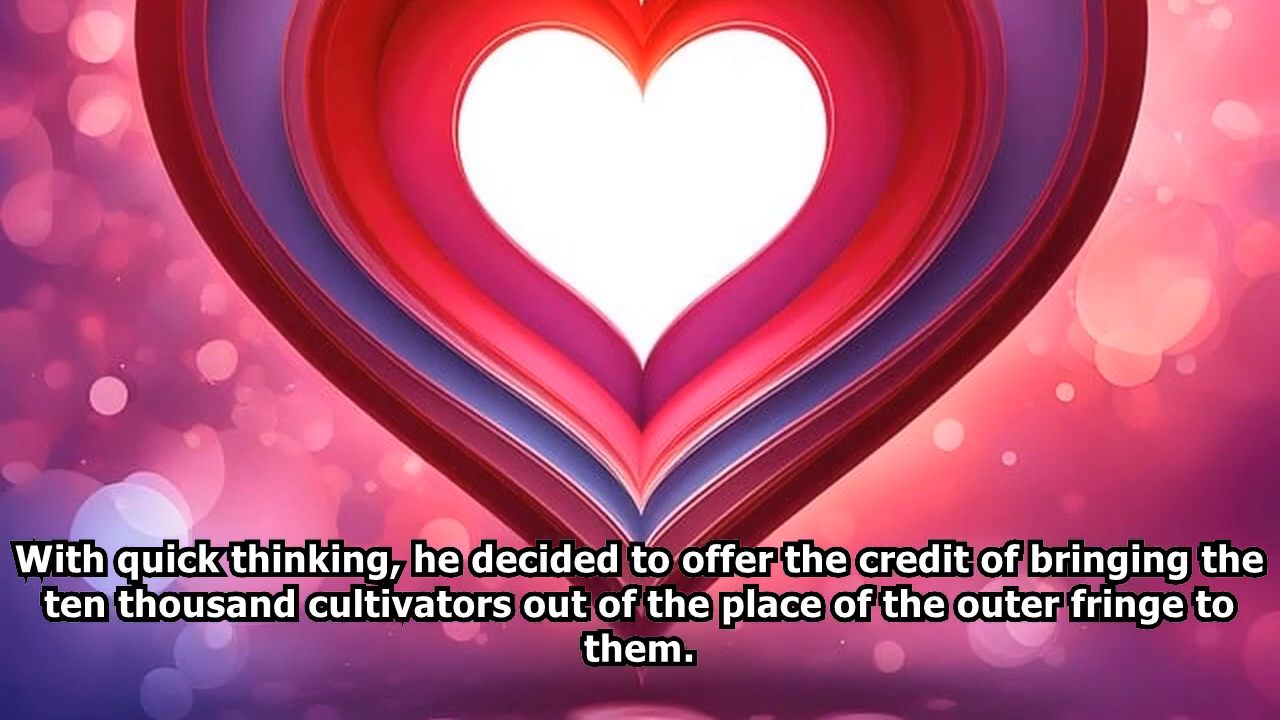 With quick thinking, he decided to offer the credit of bringing the
ten thousand cultivators out of the place of the outer fringe to
them.